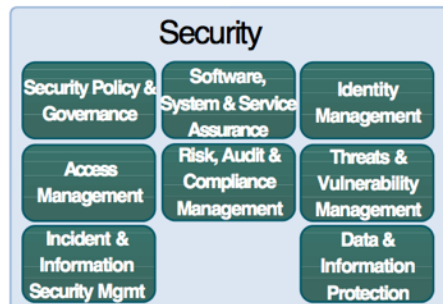 Security
Security Policy &
Governance
Software,
System & Service
Assurance
Identity
Management
Access
Management
Risk, Audit &
Compliance
Management
Threats &
Vulnerability
Management
Incident &
Information
Security Mgmt
Data &
Information
Protection